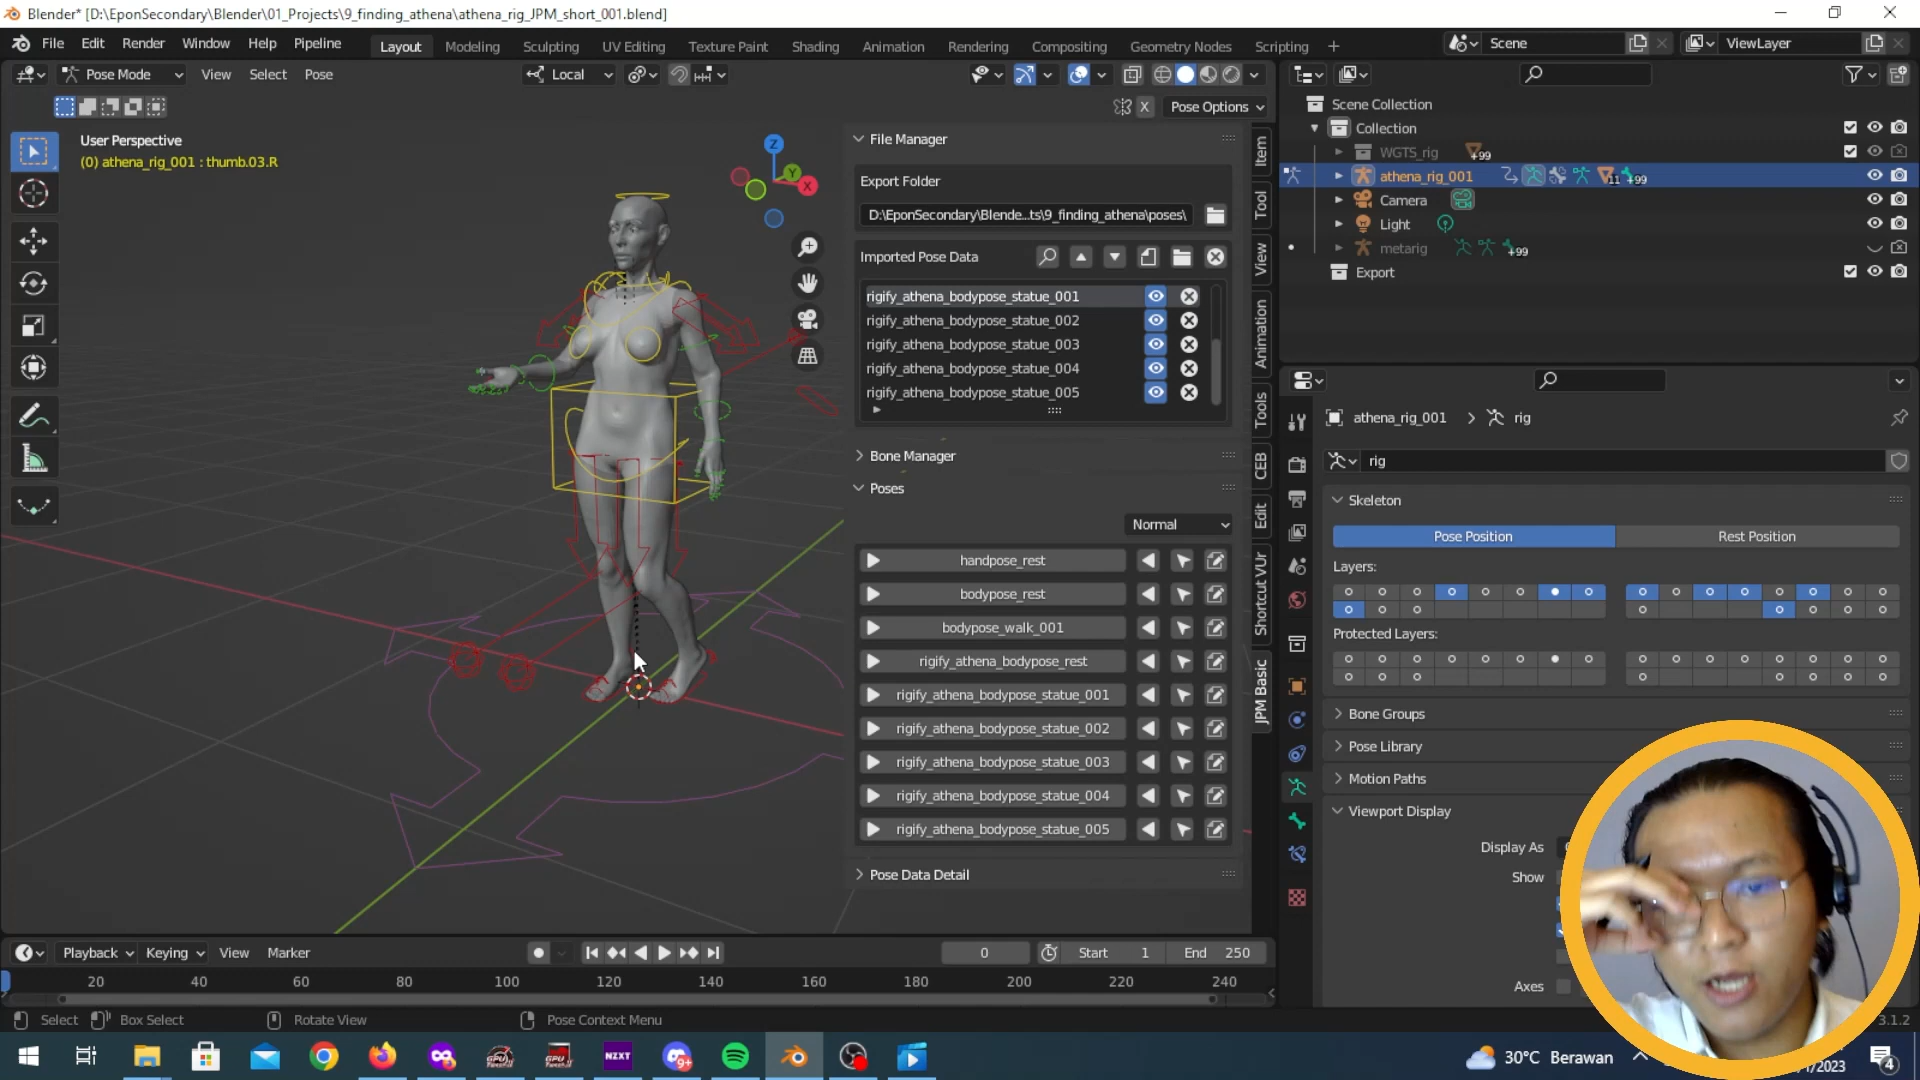 Blender* [D:\EponSecondary\Blender\01_Projects\9_finding_athena\athena_rig_JPM_short_001.blend]
File Edit Render Window Help Pipeline Layout Modeling Sculpting UV Editing Texture Paint Shading Animation Rendering Compositing Geometry Nodes Scripting + Scene ViewLayer
Pose Mode View Select Pose Local
X Pose Options
User Perspective
(0) athena_rig_001 : thumb.03.R
Z
Y
X
File Manager
Export Folder
D:\EponSecondary\Blende...ts\9_finding_athena\poses\
Imported Pose Data
rigify_athena_bodypose_statue_001
rigify_athena_bodypose_statue_002
rigify_athena_bodypose_statue_003
rigify_athena_bodypose_statue_004
rigify_athena_bodypose_statue_005
Bone Manager
Poses
Normal
handpose_rest
bodypose_rest
bodypose_walk_001
rigify_athena_bodypose_rest
rigify_athena_bodypose_statue_001
rigify_athena_bodypose_statue_002
rigify_athena_bodypose_statue_003
rigify_athena_bodypose_statue_004
rigify_athena_bodypose_statue_005
Pose Data Detail
Item
Tool
View
Animation
Tools
CEB
Edit
Shortcut VUr
JPM Basic
Scene Collection
Collection
WGTS_rig +99
athena_rig_001 11 +99
Camera
Light
metarig +99
Export
athena_rig_001 > rig
rig
Skeleton
Pose Position Rest Position
Layers:
Protected Layers:
Bone Groups
Pose Library
Motion Paths
Viewport Display
Display As
Show
Axes
Playback Keying View Marker 0 Start 1 End 250
20 40 60 80 100 120 140 160 180 200 220 240
Select Box Select Rotate View Pose Context Menu
3.1.2
NZXT
9+
30°C Berawan
/2023
4